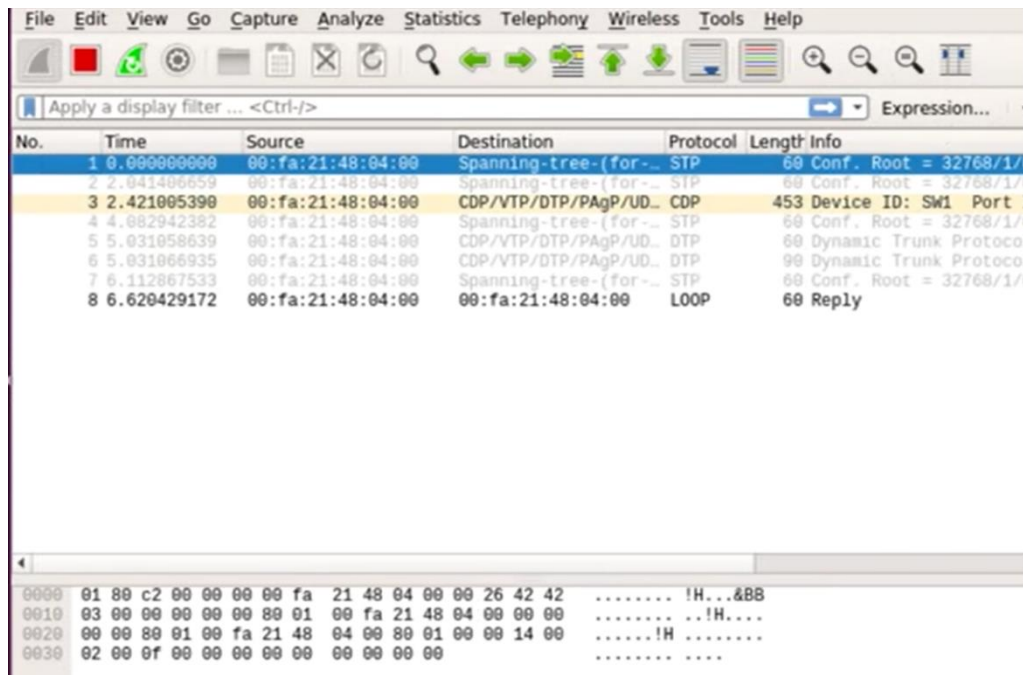 File Edit View Go Capture Analyze Statistics Telephony Wireless Tools Help
Apply a display filter ... <Ctrl-/> Expression...
No. Time Source Destination Protocol Length Info
1 0.000000000 00:fa:21:48:04:00 Spanning-tree-(for-… STP 60 Conf. Root = 32768/1/
2 2.041406659 00:fa:21:48:04:00 Spanning-tree-(for-… STP 60 Conf. Root = 32768/1/
3 2.421005390 00:fa:21:48:04:00 CDP/VTP/DTP/PAgP/UD… CDP 453 Device ID: SW1 Port
4 4.082942382 00:fa:21:48:04:00 Spanning-tree-(for-… STP 60 Conf. Root = 32768/1/
5 5.031058639 00:fa:21:48:04:00 CDP/VTP/DTP/PAgP/UD… DTP 60 Dynamic Trunk Protoco
6 5.031066935 00:fa:21:48:04:00 CDP/VTP/DTP/PAgP/UD… DTP 90 Dynamic Trunk Protoco
7 6.112867533 00:fa:21:48:04:00 Spanning-tree-(for-… STP 60 Conf. Root = 32768/1/
8 6.620429172 00:fa:21:48:04:00 00:fa:21:48:04:00 LOOP 60 Reply
0000 01 80 c2 00 00 00 00 fa 21 48 04 00 00 26 42 42 ........ !H...&BB
0010 03 00 00 00 00 00 80 01 00 fa 21 48 04 00 00 00 ........ ..!H....
0020 00 00 80 01 00 fa 21 48 04 00 80 01 00 00 14 00 ......!H ........
0030 02 00 0f 00 00 00 00 00 00 00 00 00 ........ ....